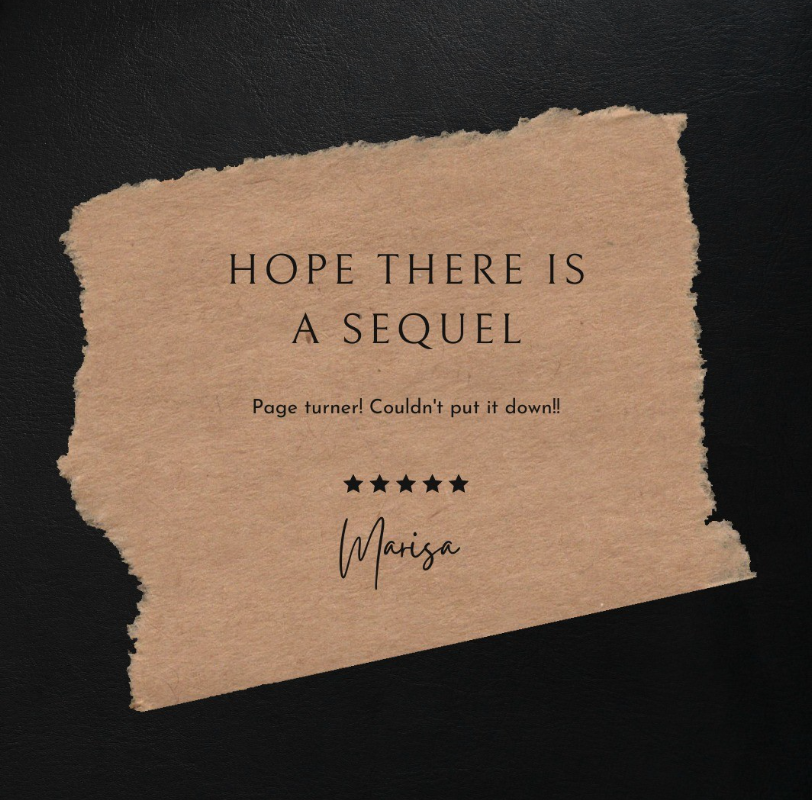 HOPE THERE IS
A SEQUEL
Page turner! Couldn't put it down!!
★★★★★
Marisa